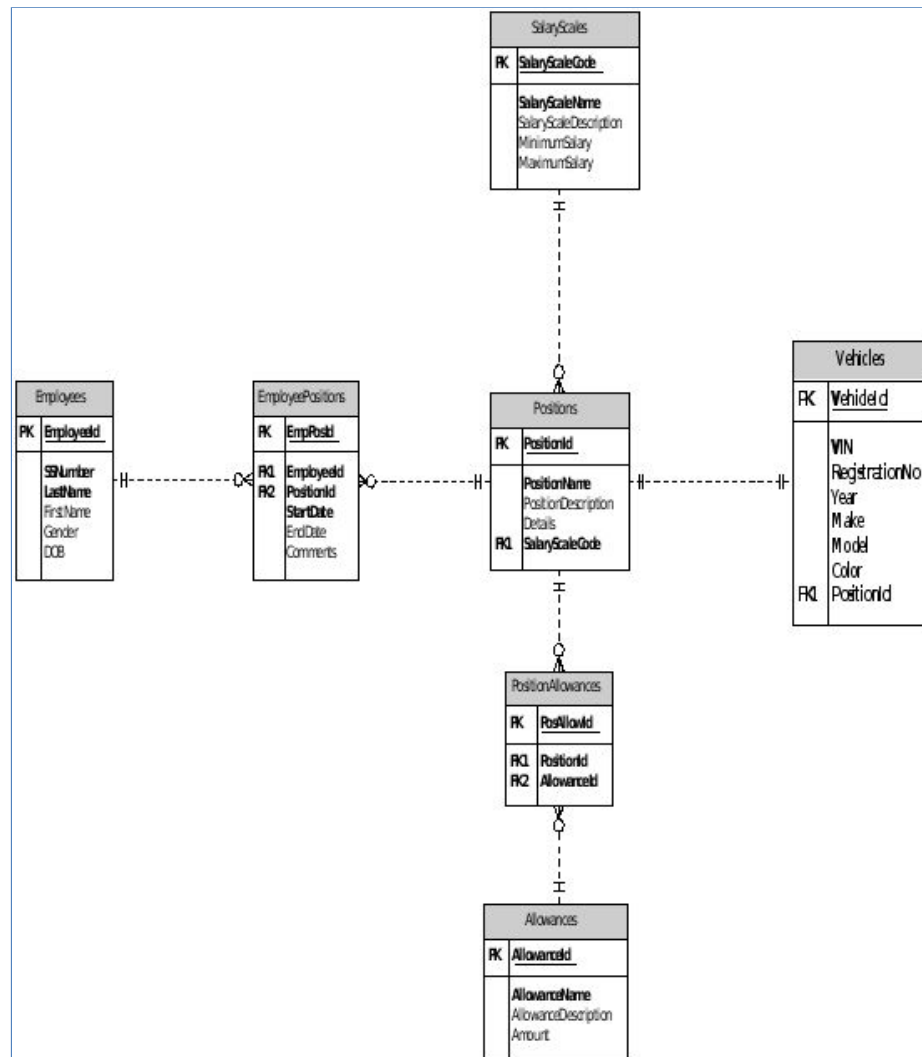 SalaryScales
PK SalaryScaleCode
SalaryScaleName
SalaryScaleDescription
MinimumSalary
MaximumSalary
Employees
PK EmployeeId
SSNumber
LastName
FirstName
Gender
DOB
EmployeePositions
PK EmpPosId
FK1 EmployeeId
FK2 PositionId
StartDate
EndDate
Comments
Positions
PK PositionId
PositionName
PositionDescription
Details
FK1 SalaryScaleCode
Vehicles
PK VehicleId
VIN
RegistrationNo
Year
Make
Model
Color
FK1 PositionId
PositionAllowances
PK PosAllowId
FK1 PositionId
FK2 AllowanceId
Allowances
PK AllowanceId
AllowanceName
AllowanceDescription
Amount